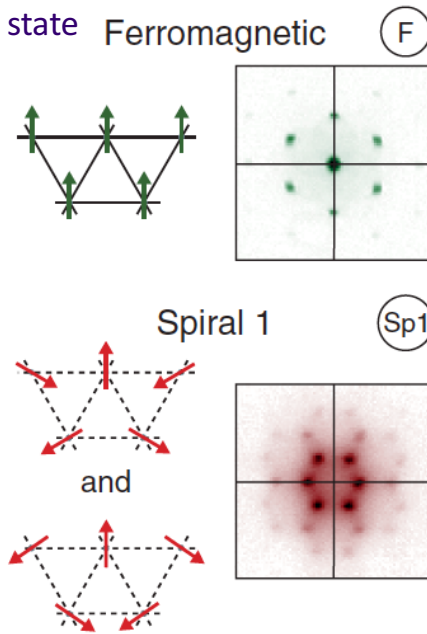 state
Ferromagnetic
F
Spiral 1
Sp1
and